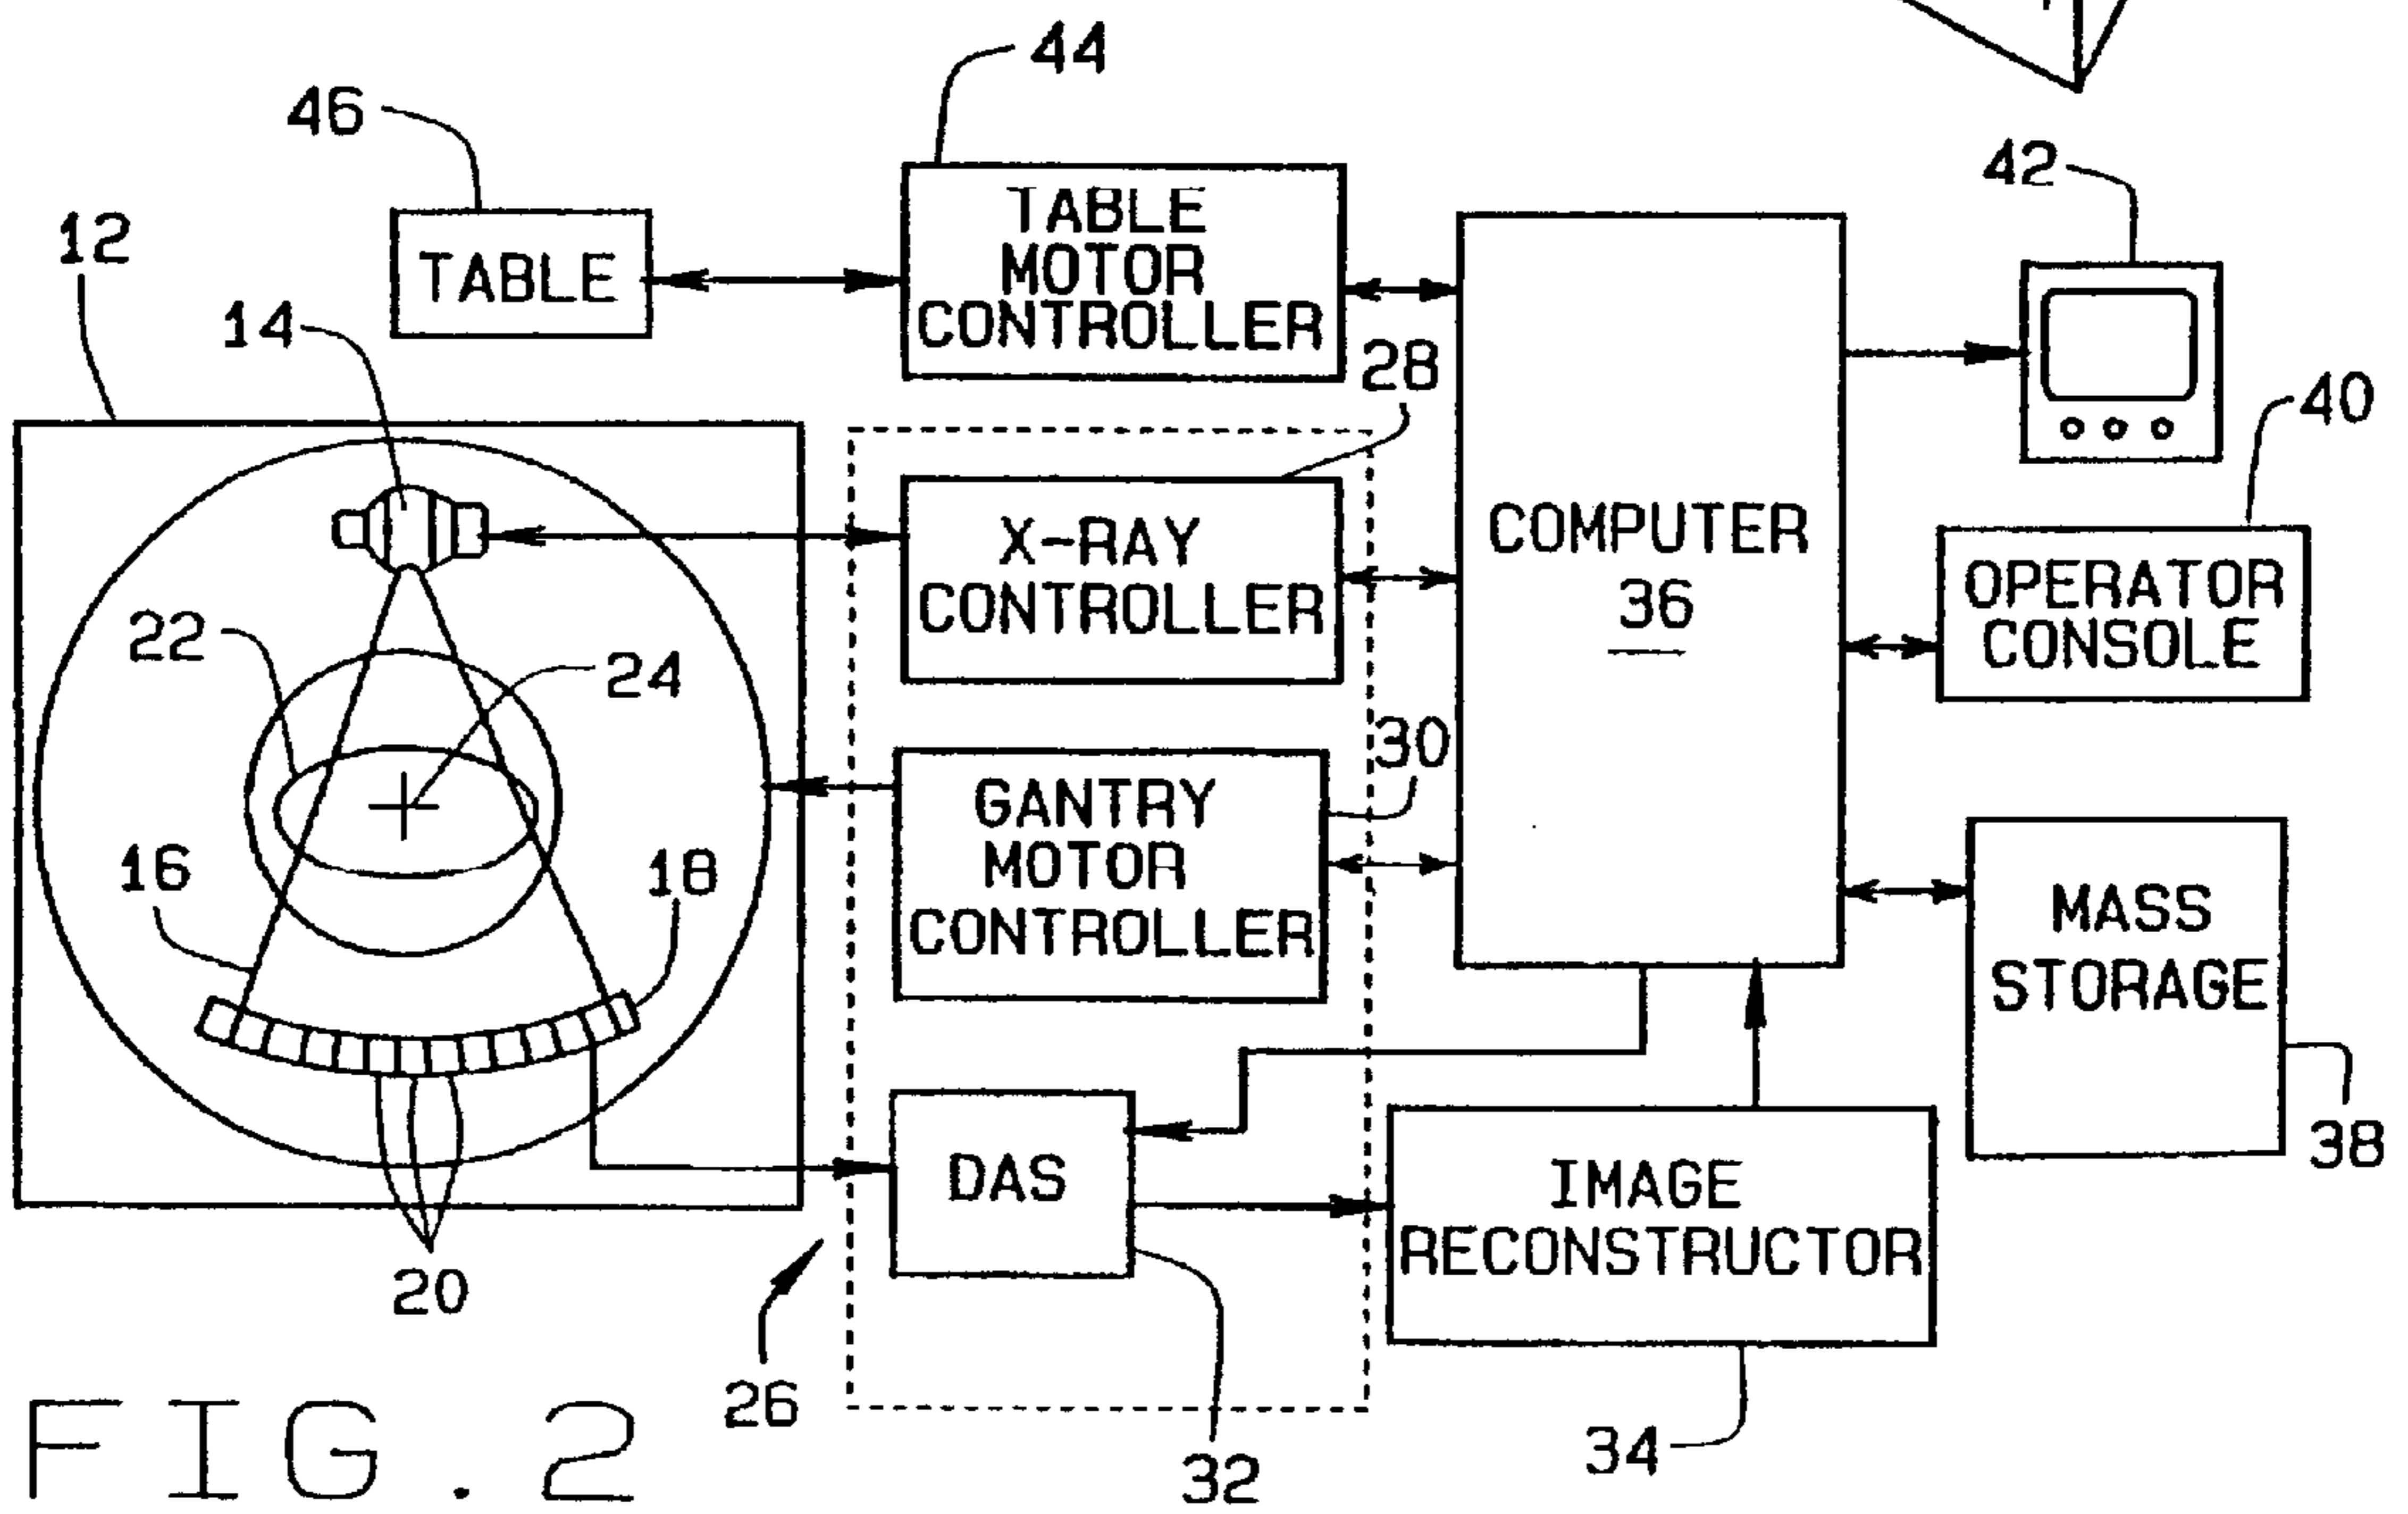 44
46
42
12
TABLE
MOTOR
CONTROLLER
TABLE
14
28
40
COMPUTER
36
X-RAY
CONTROLLER
OPERATOR
CONSOLE
22
24
30
GANTRY
MOTOR
CONTROLLER
16
18
MASS
STORAGE
38
DAS
IMAGE
RECONSTRUCTOR
20
26
32
34
FIG.2